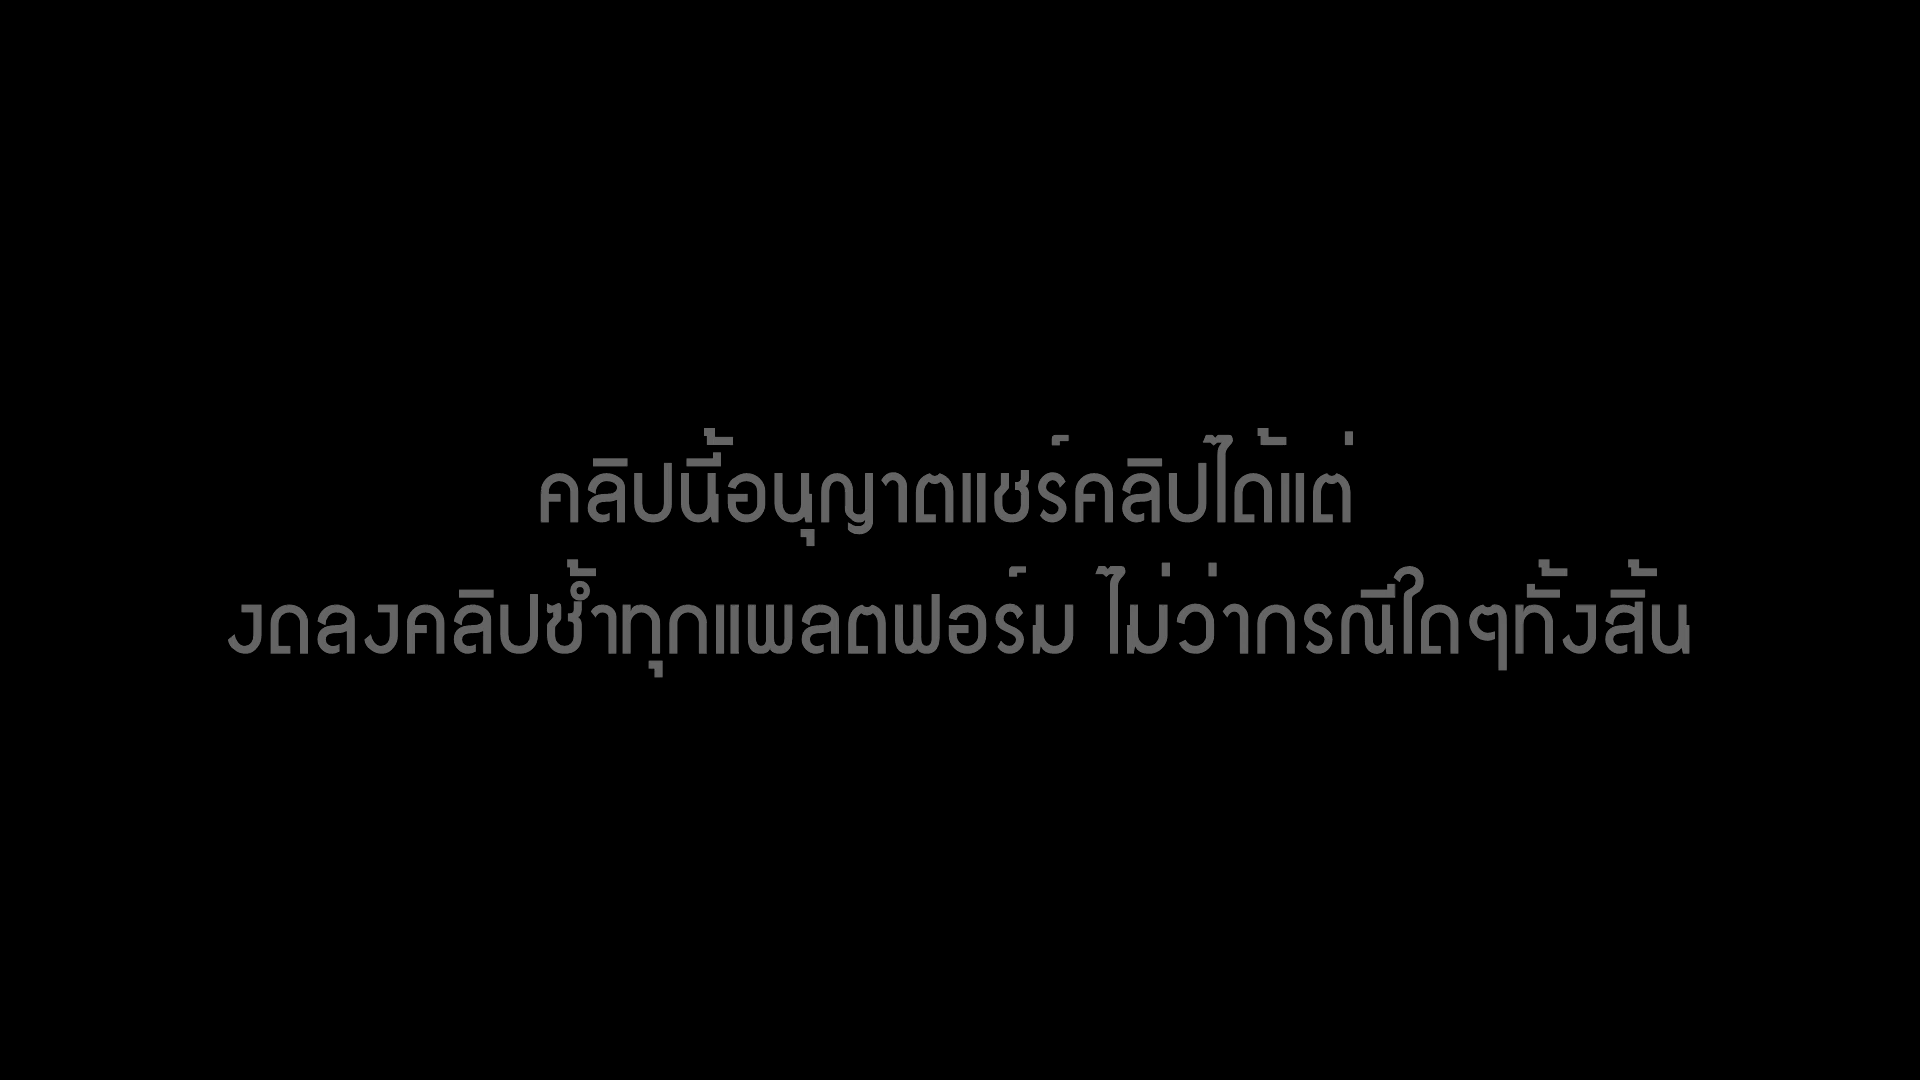 คลิปนี้อนุญาตแชร์คลิปได้แต่
งดลงคลิปซ้ำทุกแพลตฟอร์ม ไม่ว่ากรณีใดๆทั้งสิ้น